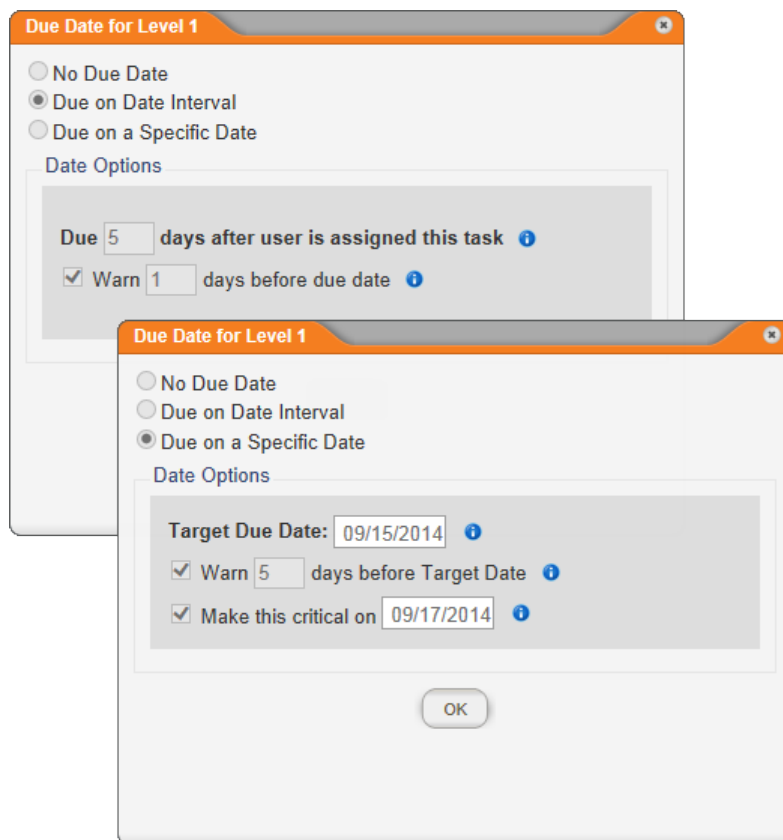 Due Date for Level 1
No Due Date
Due on Date Interval
Due on a Specific Date
Date Options
Due 5 days after user is assigned this task
Warn 1 days before due date
Due Date for Level 1
No Due Date
Due on Date Interval
Due on a Specific Date
Date Options
Target Due Date: 09/15/2014
Warn 5 days before Target Date
Make this critical on 09/17/2014
OK